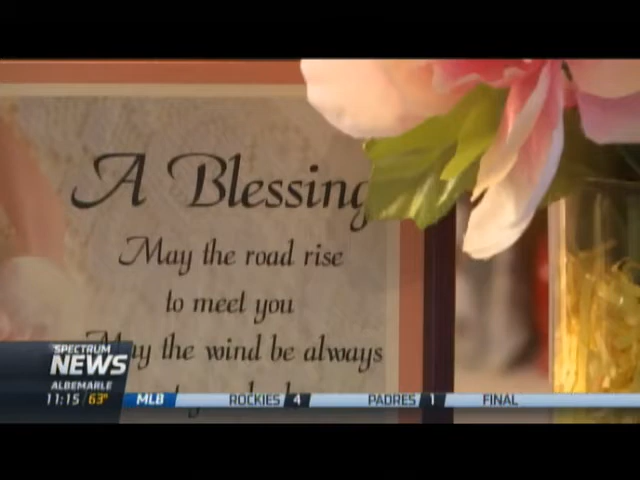 A Blessing
May the road rise
to meet you
May the wind be always
SPECTRUM
NEWS
ALBEMARLE
11:15 63°
MLB ROCKIES 4 PADRES 1 FINAL